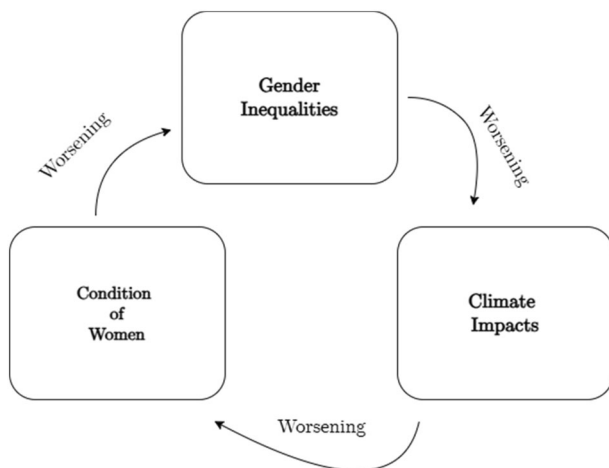 Gender
Inequalities
Worsening
Worsening
Condition
of
Women
Climate
Impacts
Worsening